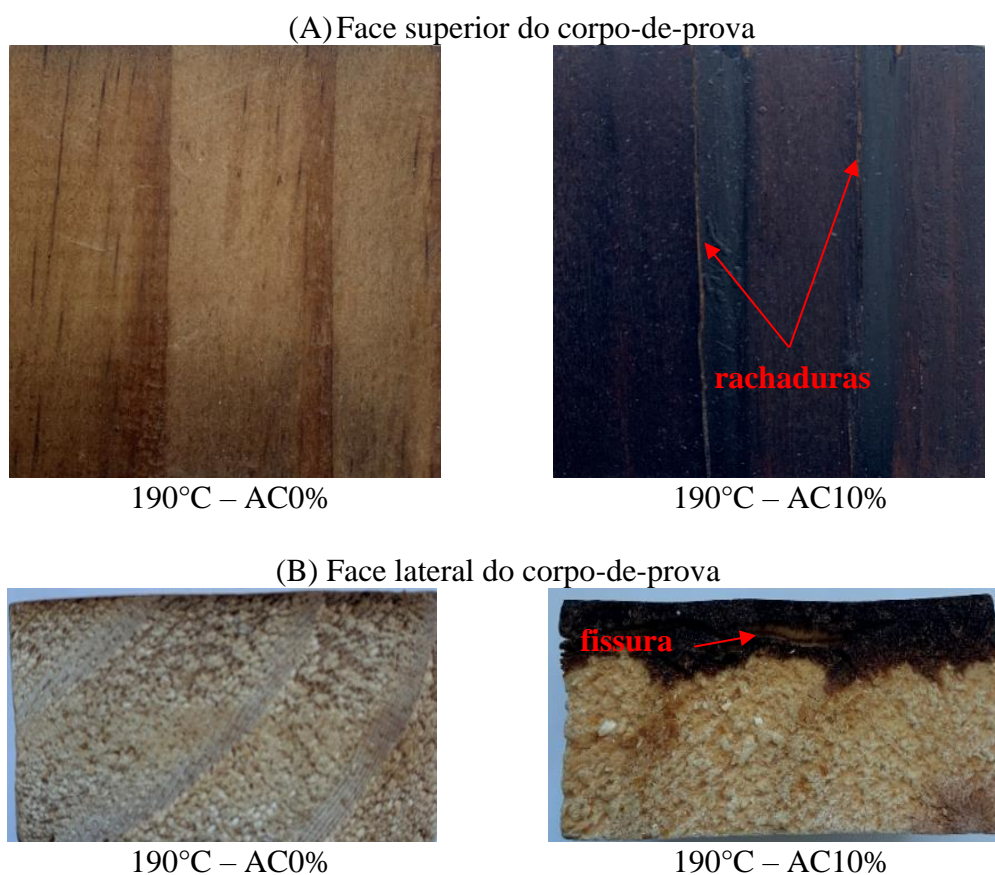 (A) Face superior do corpo-de-prova
rachaduras
190°C – AC0%
190°C – AC10%
(B) Face lateral do corpo-de-prova
fissura
190°C – AC0%
190°C – AC10%